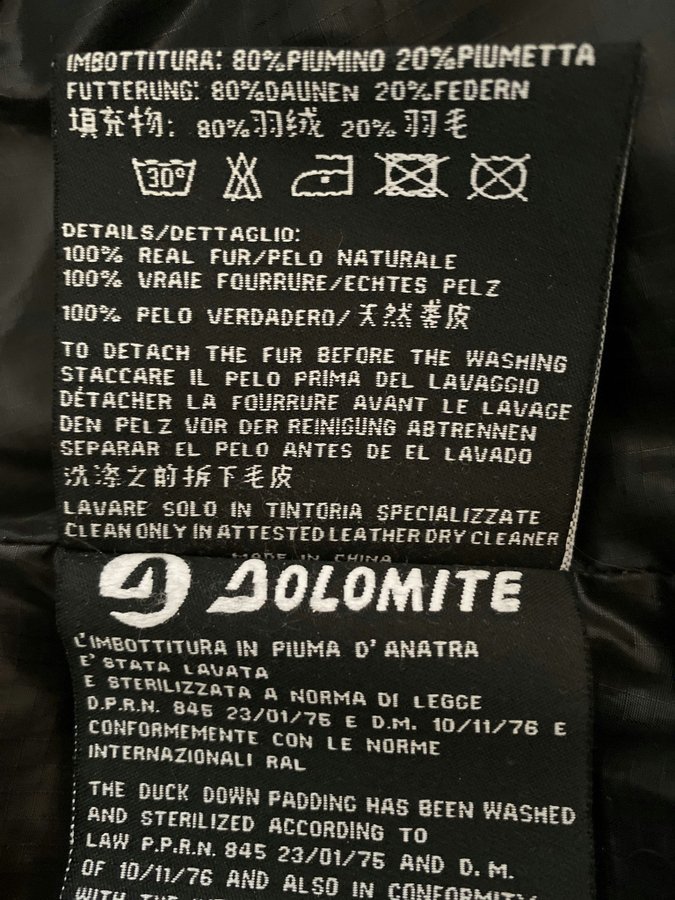 IMBOTTITURA: 80%PIUMINO 20%PIUMETTA
FUTTERUNG: 80%DAUNEN 20%FEDERN
填充物: 80%羽绒 20%羽毛
30°
DETAILS/DETTAGLIO:
100% REAL FUR/PELO NATURALE
100% VRAIE FOURRURE/ECHTES PELZ
100% PELO VERDADERO/天然裘皮
TO DETACH THE FUR BEFORE THE WASHING
STACCARE IL PELO PRIMA DEL LAVAGGIO
DÉTACHER LA FOURRURE AVANT LE LAVAGE
DEN PELZ VOR DER REINIGUNG ABTRENNEN
SEPARAR EL PELO ANTES DE EL LAVADO
洗涤之前拆下毛皮
LAVARE SOLO IN TINTORIA SPECIALIZZATE
CLEAN ONLY IN ATTESTED LEATHER DRY CLEANER
MADE IN CHINA
DOLOMITE
L'IMBOTTITURA IN PIUMA D'ANATRA
E' STATA LAVATA
E STERILIZZATA A NORMA DI LEGGE
D.P.R.N. 845 23/01/75 E D.M. 10/11/76 E
CONFORMEMENTE CON LE NORME
INTERNAZIONALI RAL
THE DUCK DOWN PADDING HAS BEEN WASHED
AND STERILIZED ACCORDING TO
LAW P.P.R.N. 845 23/01/75 AND D.M.
OF 10/11/76 AND ALSO IN CONFORMITY
WITH THE